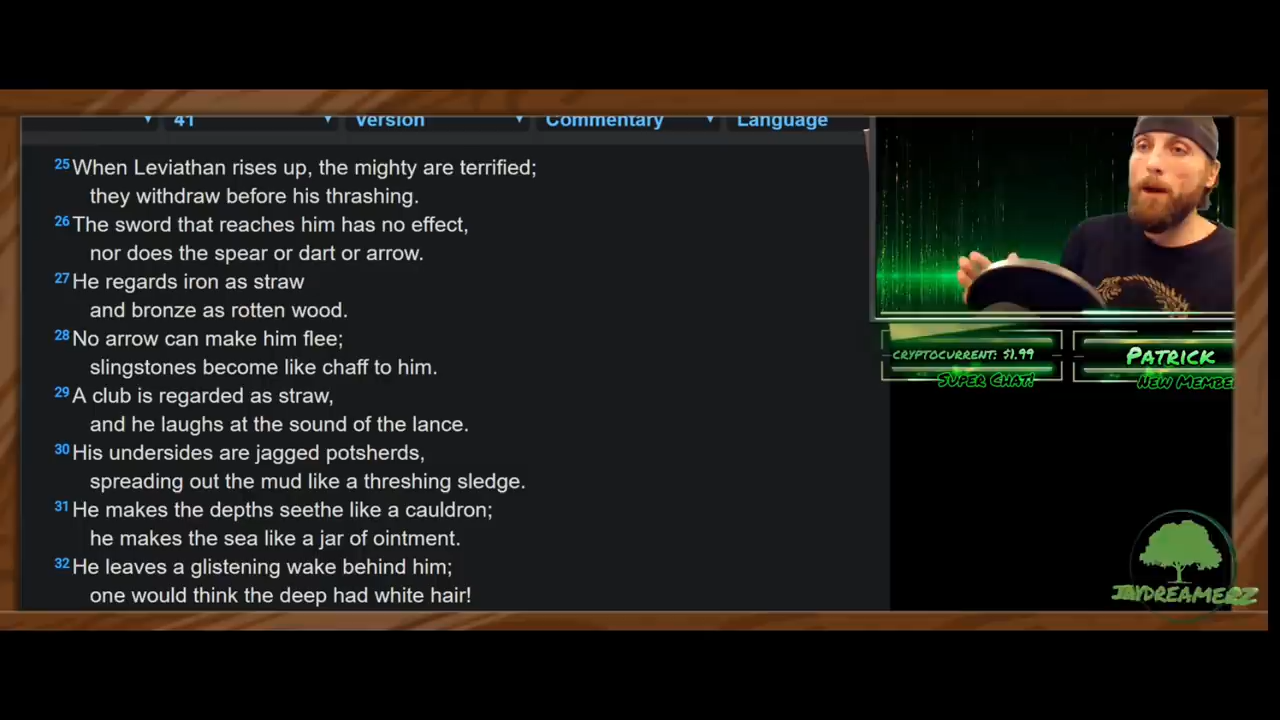 41 Version Commentary Language
25 When Leviathan rises up, the mighty are terrified;
they withdraw before his thrashing.
26 The sword that reaches him has no effect,
nor does the spear or dart or arrow.
27 He regards iron as straw
and bronze as rotten wood.
28 No arrow can make him flee;
slingstones become like chaff to him.
29 A club is regarded as straw,
and he laughs at the sound of the lance.
30 His undersides are jagged potsherds,
spreading out the mud like a threshing sledge.
31 He makes the depths seethe like a cauldron;
he makes the sea like a jar of ointment.
32 He leaves a glistening wake behind him;
one would think the deep had white hair!
CRYPTOCURRENT: $1.99
SUPER CHAT!
PATRICK
NEW MEMBE
JAYDREAMERZ